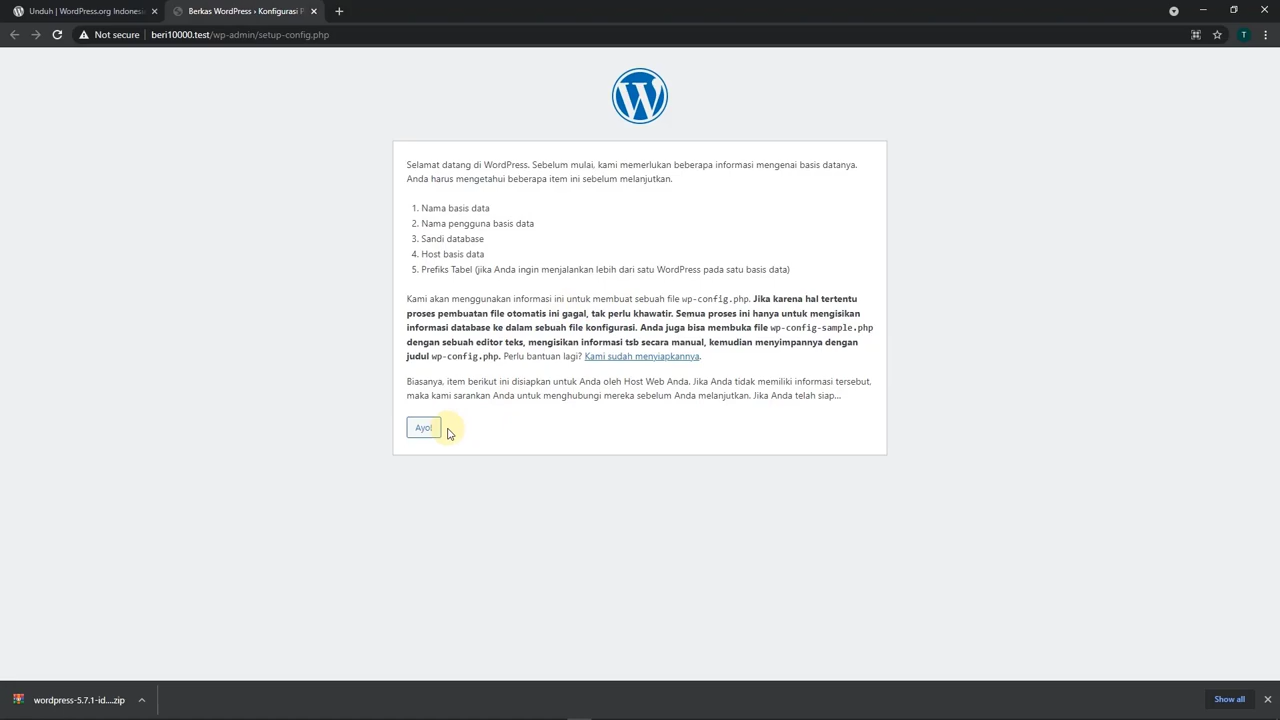 Unduh | WordPress.org Indonesi
Berkas WordPress › Konfigurasi P
Not secure
beri10000.test/wp-admin/setup-config.php
T
Selamat datang di WordPress. Sebelum mulai, kami memerlukan beberapa informasi mengenai basis datanya.
Anda harus mengetahui beberapa item ini sebelum melanjutkan.
1. Nama basis data
2. Nama pengguna basis data
3. Sandi database
4. Host basis data
5. Prefiks Tabel (jika Anda ingin menjalankan lebih dari satu WordPress pada satu basis data)
Kami akan menggunakan informasi ini untuk membuat sebuah file wp-config.php. Jika karena hal tertentu
proses pembuatan file otomatis ini gagal, tak perlu khawatir. Semua proses ini hanya untuk mengisikan
informasi database ke dalam sebuah file konfigurasi. Anda juga bisa membuka file wp-config-sample.php
dengan sebuah editor teks, mengisikan informasi tsb secara manual, kemudian menyimpannya dengan
judul wp-config.php. Perlu bantuan lagi? Kami sudah menyiapkannya.
Biasanya, item berikut ini disiapkan untuk Anda oleh Host Web Anda. Jika Anda tidak memiliki informasi tersebut,
maka kami sarankan Anda untuk menghubungi mereka sebelum Anda melanjutkan. Jika Anda telah siap...
Ayo!
wordpress-5.7.1-id....zip
Show all